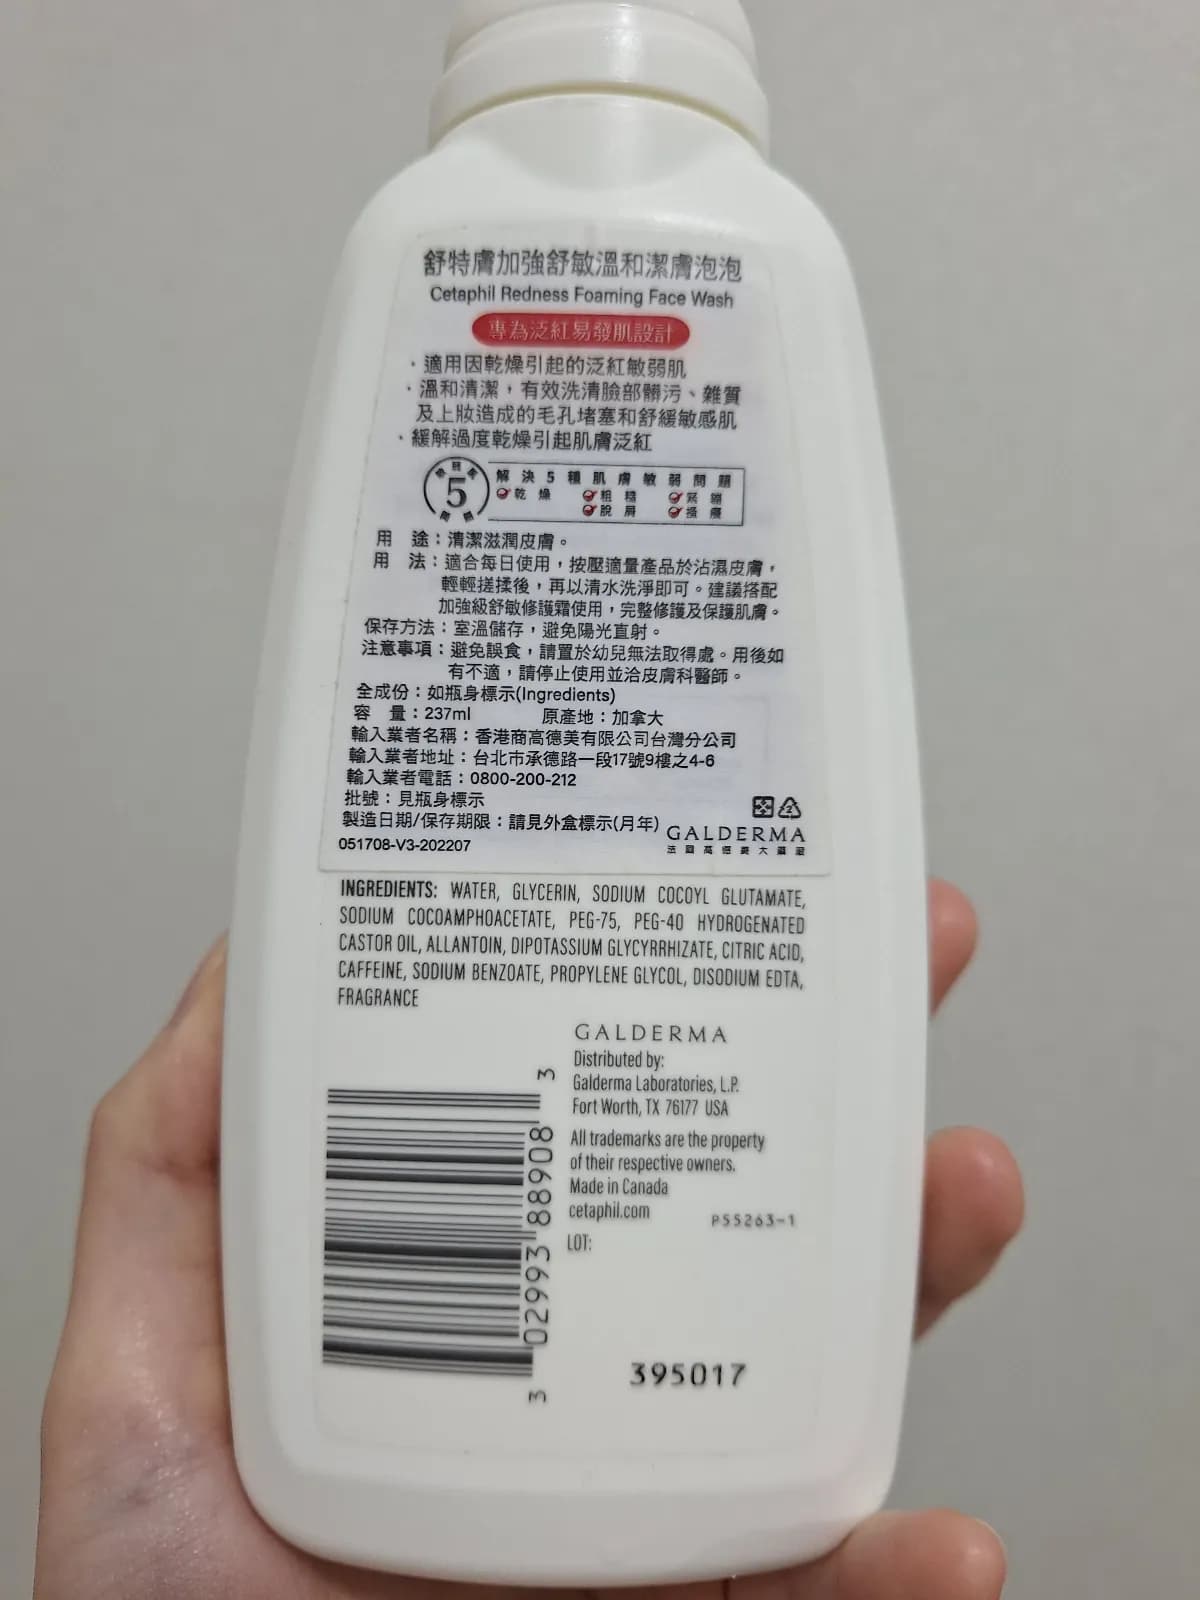 舒特膚加強舒敏溫和潔膚泡泡
Cetaphil Redness Foaming Face Wash
專為泛紅易發肌設計
・適用因乾燥引起的泛紅敏弱肌
・溫和清潔，有效洗清臉部髒污、雜質
及上妝造成的毛孔堵塞和舒緩敏感肌
・緩解過度乾燥引起肌膚泛紅
5
解決5種肌膚敏弱問題
乾燥 粗糙 緊繃
脫屑 搔癢
用 途：清潔滋潤皮膚。
用 法：適合每日使用，按壓適量產品於沾濕皮膚，
輕輕搓揉後，再以清水洗淨即可。建議搭配
加強級舒敏修護霜使用，完整修護及保護肌膚。
保存方法：室溫儲存，避免陽光直射。
注意事項：避免誤食，請置於幼兒無法取得處。用後如
有不適，請停止使用並洽皮膚科醫師。
全成份：如瓶身標示(Ingredients)
容 量：237ml 原產地：加拿大
輸入業者名稱：香港商高德美有限公司台灣分公司
輸入業者地址：台北市承德路一段17號9樓之4-6
輸入業者電話：0800-200-212
批號：見瓶身標示
製造日期/保存期限：請見外盒標示(月年)
GALDERMA
法國高德美大藥廠
051708-V3-202207
INGREDIENTS: WATER, GLYCERIN, SODIUM COCOYL GLUTAMATE,
SODIUM COCOAMPHOACETATE, PEG-75, PEG-40 HYDROGENATED
CASTOR OIL, ALLANTOIN, DIPOTASSIUM GLYCYRRHIZATE, CITRIC ACID,
CAFFEINE, SODIUM BENZOATE, PROPYLENE GLYCOL, DISODIUM EDTA,
FRAGRANCE
GALDERMA
Distributed by:
Galderma Laboratories, L.P.
Fort Worth, TX 76177 USA
All trademarks are the property
of their respective owners.
Made in Canada
cetaphil.com
P55263-1
LOT:
3 02993 88908 3
395017